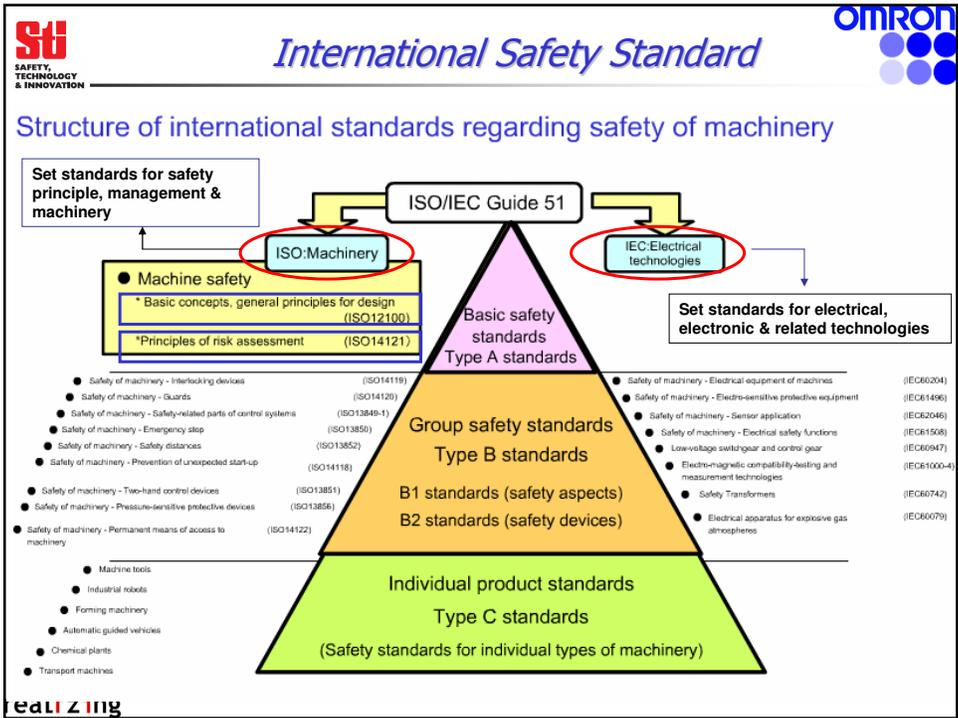 Sti
SAFETY,
TECHNOLOGY
& INNOVATION
International Safety Standard
OMRON
Structure of international standards regarding safety of machinery
Set standards for safety
principle, management &
machinery
ISO/IEC Guide 51
ISO:Machinery
IEC:Electrical
technologies
● Machine safety
* Basic concepts, general principles for design
(ISO12100)
*Principles of risk assessment (ISO14121)
Set standards for electrical,
electronic & related technologies
Basic safety
standards
Type A standards
● Safety of machinery - Interlocking devices (ISO14119)
● Safety of machinery - Guards (ISO14120)
● Safety of machinery - Safety-related parts of control systems (ISO13849-1)
● Safety of machinery - Emergency stop (ISO13850)
● Safety of machinery - Safety distances (ISO13852)
● Safety of machinery - Prevention of unexpected start-up (ISO14118)
● Safety of machinery - Two-hand control devices (ISO13851)
● Safety of machinery - Pressure-sensitive protective devices (ISO13856)
● Safety of machinery - Permanent means of access to (ISO14122)
machinery
Group safety standards
Type B standards
B1 standards (safety aspects)
B2 standards (safety devices)
● Safety of machinery - Electrical equipment of machines (IEC60204)
● Safety of machinery - Electro-sensitive protective equipment (IEC61496)
● Safety of machinery - Sensor application (IEC62046)
● Safety of machinery - Electrical safety functions (IEC61508)
● Low-voltage switchgear and control gear (IEC60947)
● Electro-magnetic compatibility-testing and (IEC61000-4)
measurement technologies
● Safety Transformers (IEC60742)
● Electrical apparatus for explosive gas (IEC60079)
atmospheres
● Machine tools
● Industrial robots
● Forming machinery
● Automatic guided vehicles
● Chemical plants
● Transport machines
Individual product standards
Type C standards
(Safety standards for individual types of machinery)
realizing